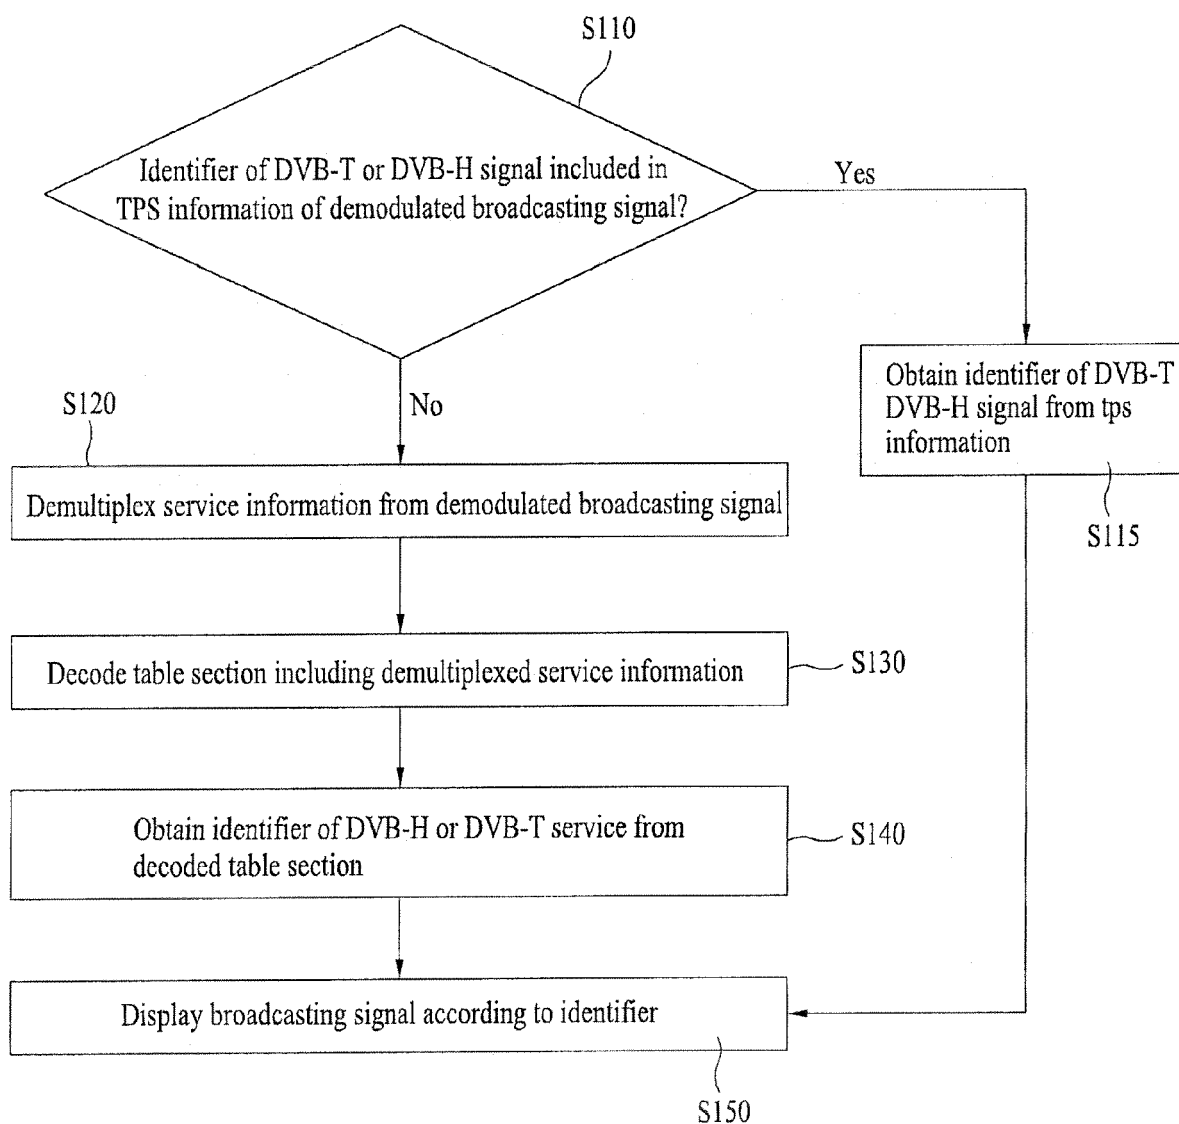 S110
Identifier of DVB-T or DVB-H signal included in
TPS information of demodulated broadcasting signal?
Yes
No
Obtain identifier of DVB-T
DVB-H signal from tps
information
S115
S120
Demultiplex service information from demodulated broadcasting signal
Decode table section including demultiplexed service information
S130
Obtain identifier of DVB-H or DVB-T service from
decoded table section
S140
Display broadcasting signal according to identifier
S150